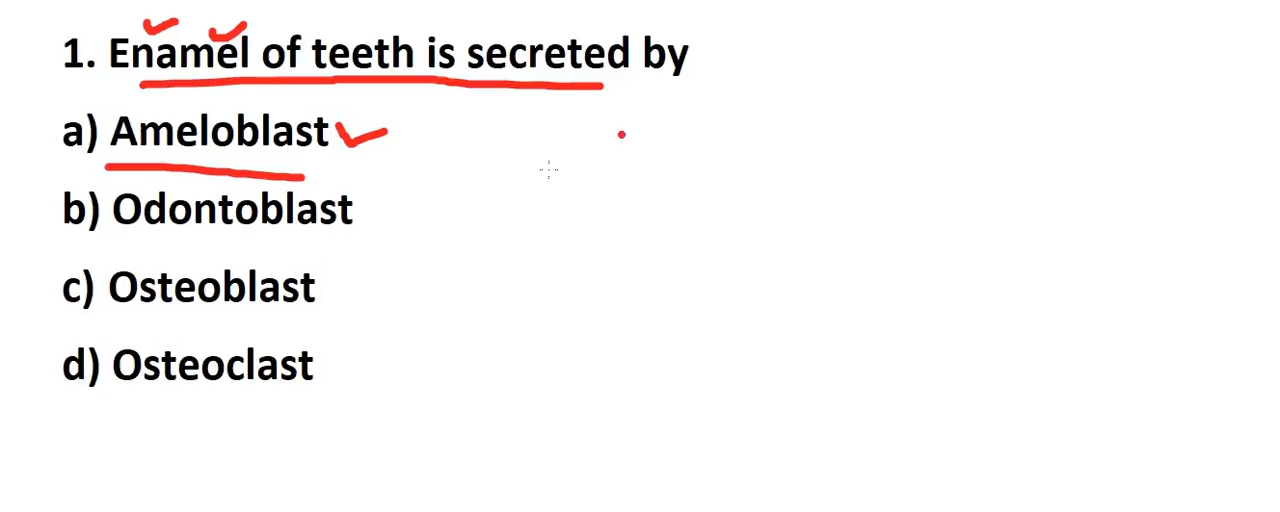 1. Enamel of teeth is secreted by
a) Ameloblast
b) Odontoblast
c) Osteoblast
d) Osteoclast